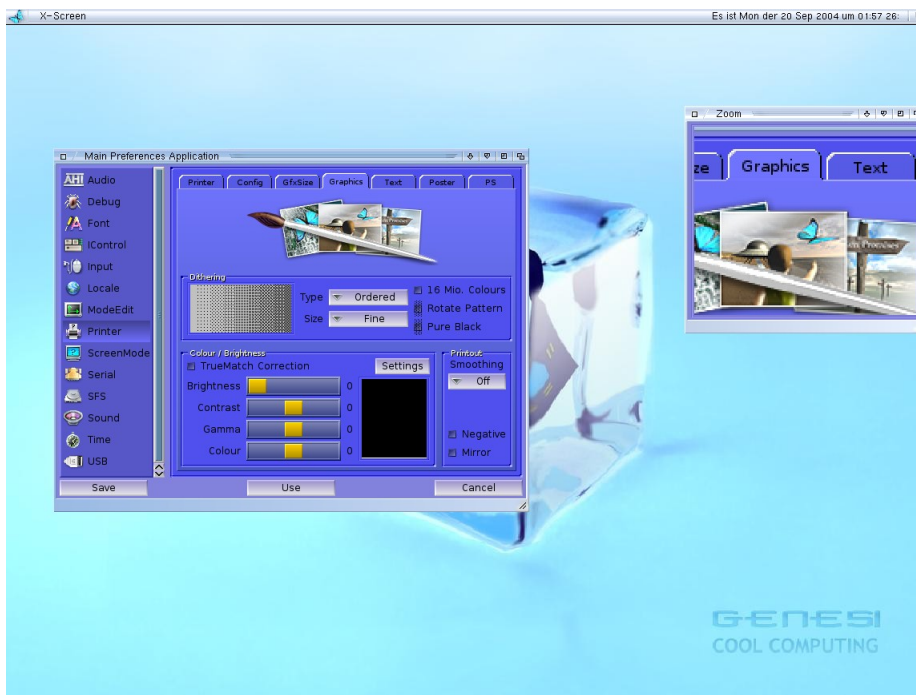 X-Screen
Es ist Mon der 20 Sep 2004 um 01:57 26:
Zoom
ze Graphics Text
Main Preferences Application
AHI Audio
Debug
Font
IControl
Input
Locale
ModeEdit
Printer
ScreenMode
Serial
SFS
Sound
Time
USB
Printer Config GfxSize Graphics Text Poster PS
Dithering
Type Ordered
Size Fine
16 Mio. Colours
Rotate Pattern
Pure Black
Colour / Brightness
TrueMatch Correction
Settings
Brightness 0
Contrast 0
Gamma 0
Colour 0
Printout
Smoothing
Off
Negative
Mirror
Save Use Cancel
GENESI
COOL COMPUTING